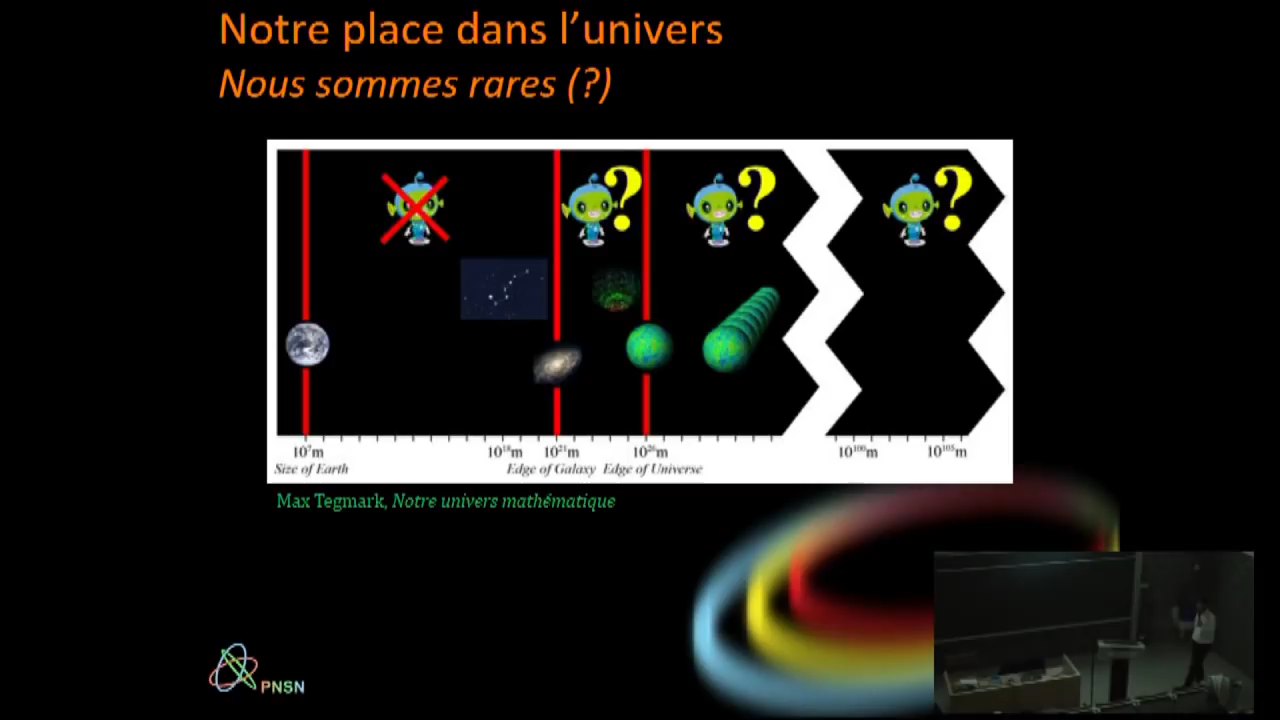 Notre place dans l'univers
Nous sommes rares (?)
? ? ?
10⁷m 10¹⁸m 10²¹m 10²⁶m 10¹⁰⁰m 10¹⁰⁵m
Size of Earth Edge of Galaxy Edge of Universe
Max Tegmark, Notre univers mathématique
PNSN